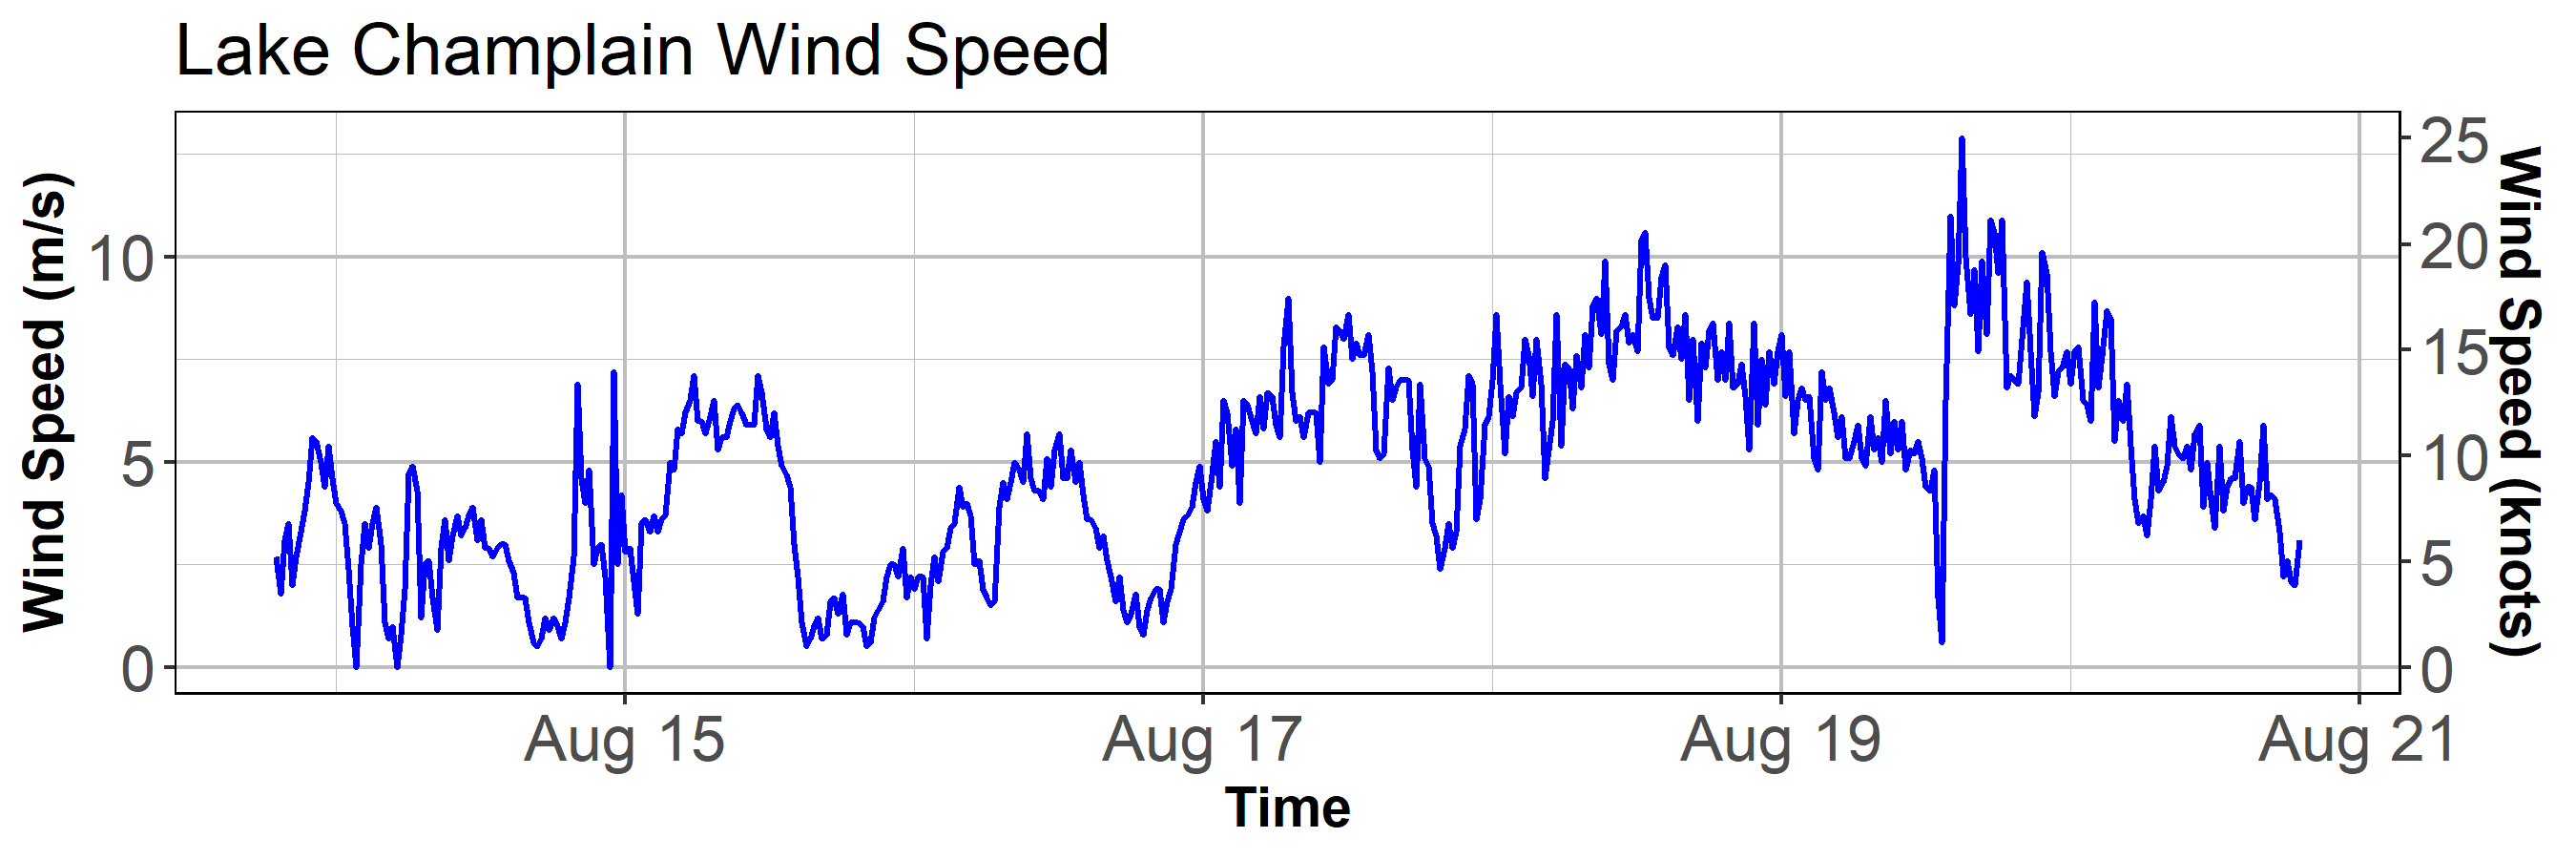 Lake Champlain Wind Speed
Wind Speed (m/s)
10
5
0
25
20
15
10
5
0
Wind Speed (knots)
Aug 15
Aug 17
Aug 19
Aug 21
Time